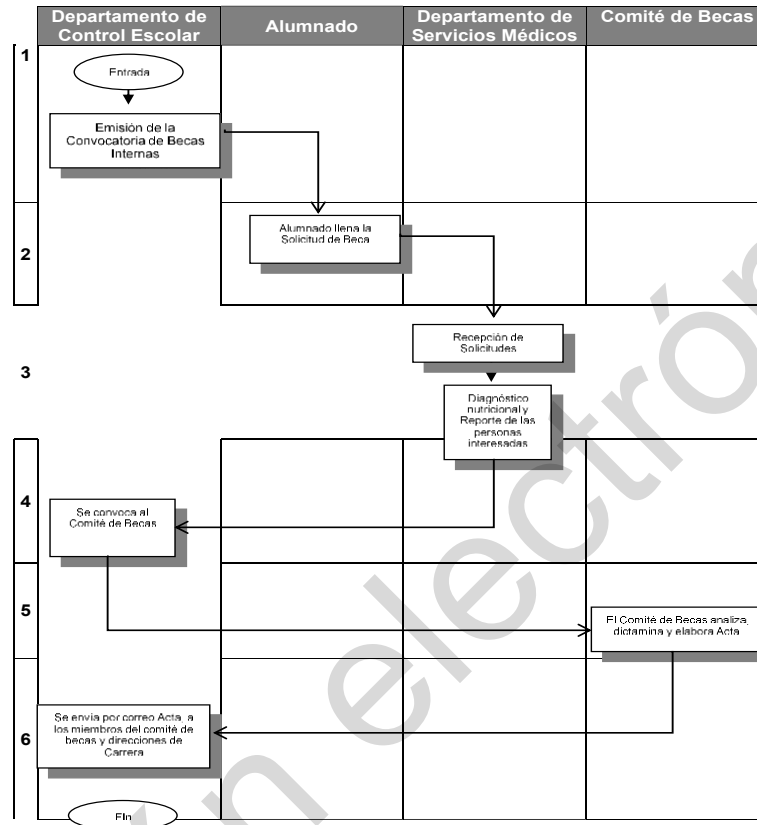 Departamento de
Control Escolar
Alumnado
Departamento de
Servicios Médicos
Comité de Becas
1
Entrada
Emisión de la
Convocatoria de Becas
Internas
2
Alumnado llena la
Solicitud de Beca
3
Recepción de
Solicitudes
Diagnóstico
nutricional y
Reporte de las
personas
interesadas
4
Se convoca al
Comité de Becas
5
El Comité de Becas analiza,
dictamina y elabora Acta
6
Se envía por correo Acta, a
los miembros del comité de
becas y direcciones de
Carrera
Fin
ón electrón